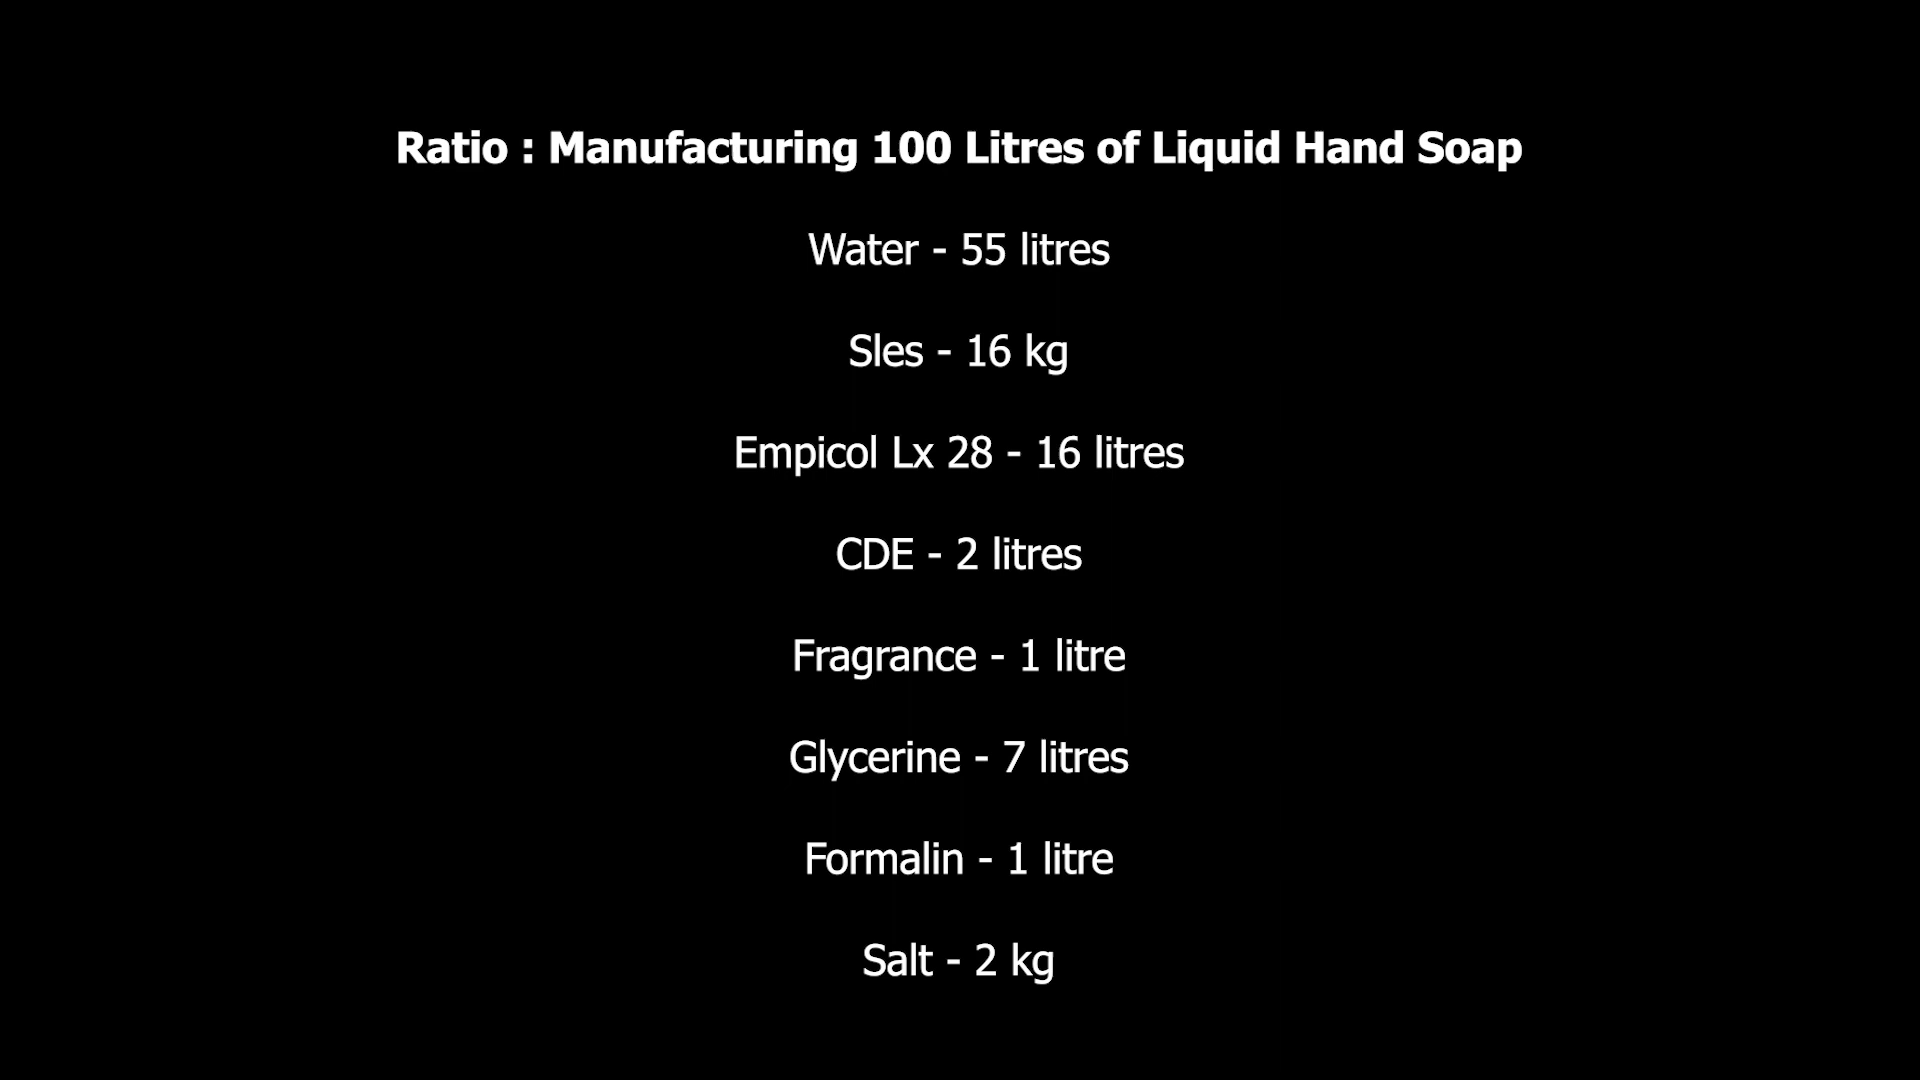 Ratio : Manufacturing 100 Litres of Liquid Hand Soap
Water - 55 litres
Sles - 16 kg
Empicol Lx 28 - 16 litres
CDE - 2 litres
Fragrance - 1 litre
Glycerine - 7 litres
Formalin - 1 litre
Salt - 2 kg